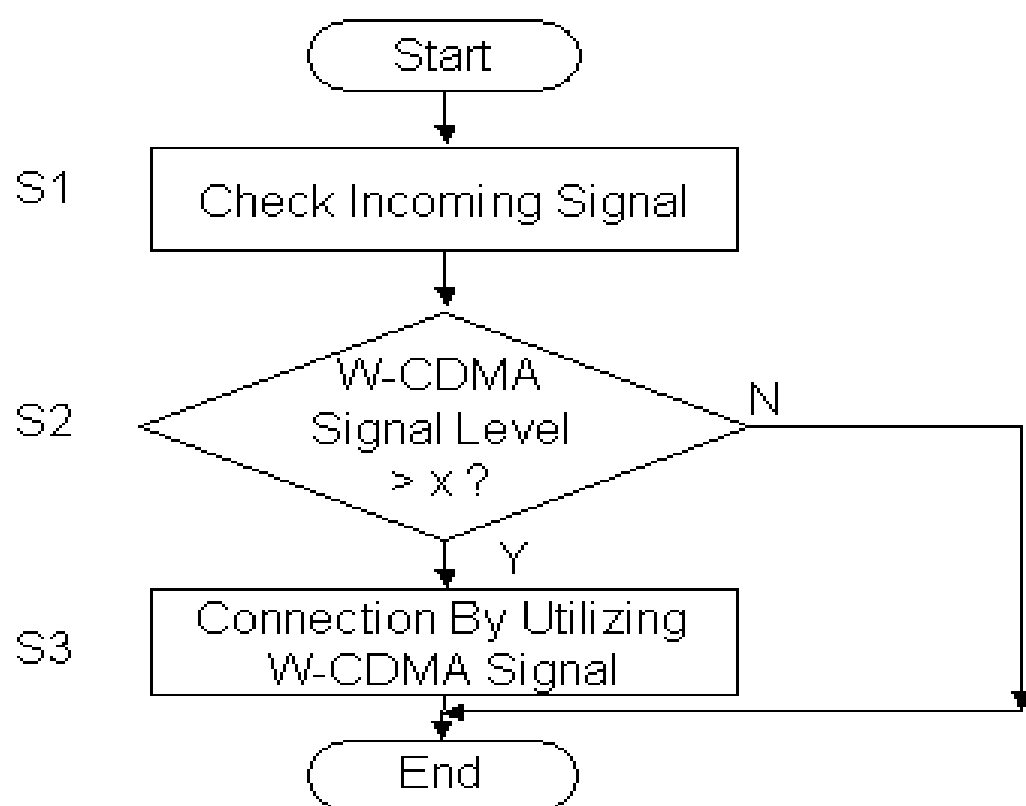 Start
S1
Check Incoming Signal
S2
W-CDMA
Signal Level
> x ?
N
Y
S3
Connection By Utilizing
W-CDMA Signal
End